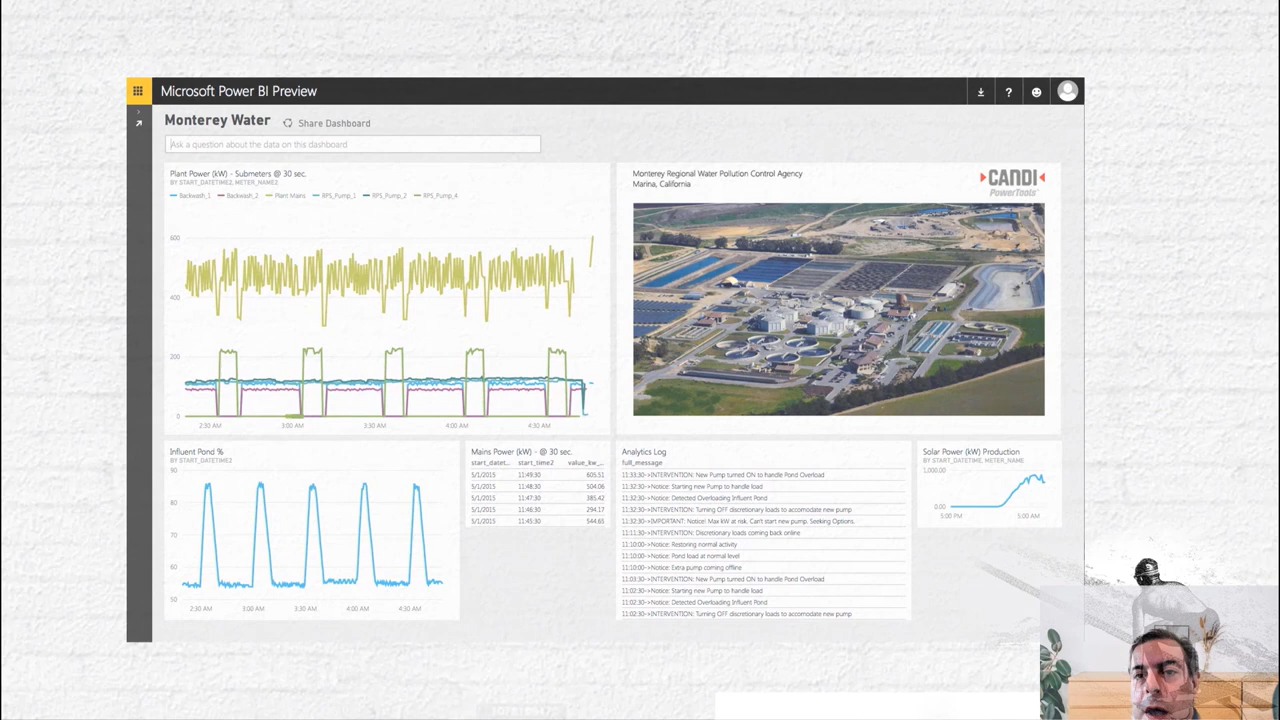 Microsoft Power BI Preview
?
Monterey Water
Share Dashboard
Ask a question about the data on this dashboard
Plant Power (kW) - Submeters @ 30 sec.
BY START_DATETIME2, METER_NAME2
Backwash_1 Backwash_2 Plant Mains RPS_Pump_1 RPS_Pump_2 RPS_Pump_4
600
400
200
0
2:30 AM 3:00 AM 3:30 AM 4:00 AM 4:30 AM
Monterey Regional Water Pollution Control Agency
Marina, California
CANDI
PowerTools
Influent Pond %
BY START_DATETIME2
90
80
70
60
50
2:30 AM 3:00 AM 3:30 AM 4:00 AM 4:30 AM
Mains Power (kW) - @ 30 sec.
start_datet... start_time2 value_kw_...
5/1/2015 11:49:30 605.51
5/1/2015 11:48:30 504.06
5/1/2015 11:47:30 385.42
5/1/2015 11:46:30 294.17
5/1/2015 11:45:30 544.65
Analytics Log
full_message
11:33:30->INTERVENTION: New Pump turned ON to handle Pond Overload
11:32:30->Notice: Starting new Pump to handle load
11:32:30->Notice: Detected Overloading Influent Pond
11:32:30->INTERVENTION: Turning OFF discretionary loads to accomodate new pump
11:32:30->IMPORTANT: Notice! Max kW at risk. Can't start new pump. Seeking Options.
11:11:30->INTERVENTION: Discretionary loads coming back online
11:10:00->Notice: Restoring normal activity
11:10:00->Notice: Pond load at normal level
11:10:00->Notice: Extra pump coming offline
11:03:30->INTERVENTION: New Pump turned ON to handle Pond Overload
11:02:30->Notice: Starting new Pump to handle load
11:02:30->Notice: Detected Overloading Influent Pond
11:02:30->INTERVENTION: Turning OFF discretionary loads to accomodate new pump
Solar Power (kW) Production
BY START_DATETIME, METER_NAME
1,000.00
0.00
5:00 PM 5:00 AM